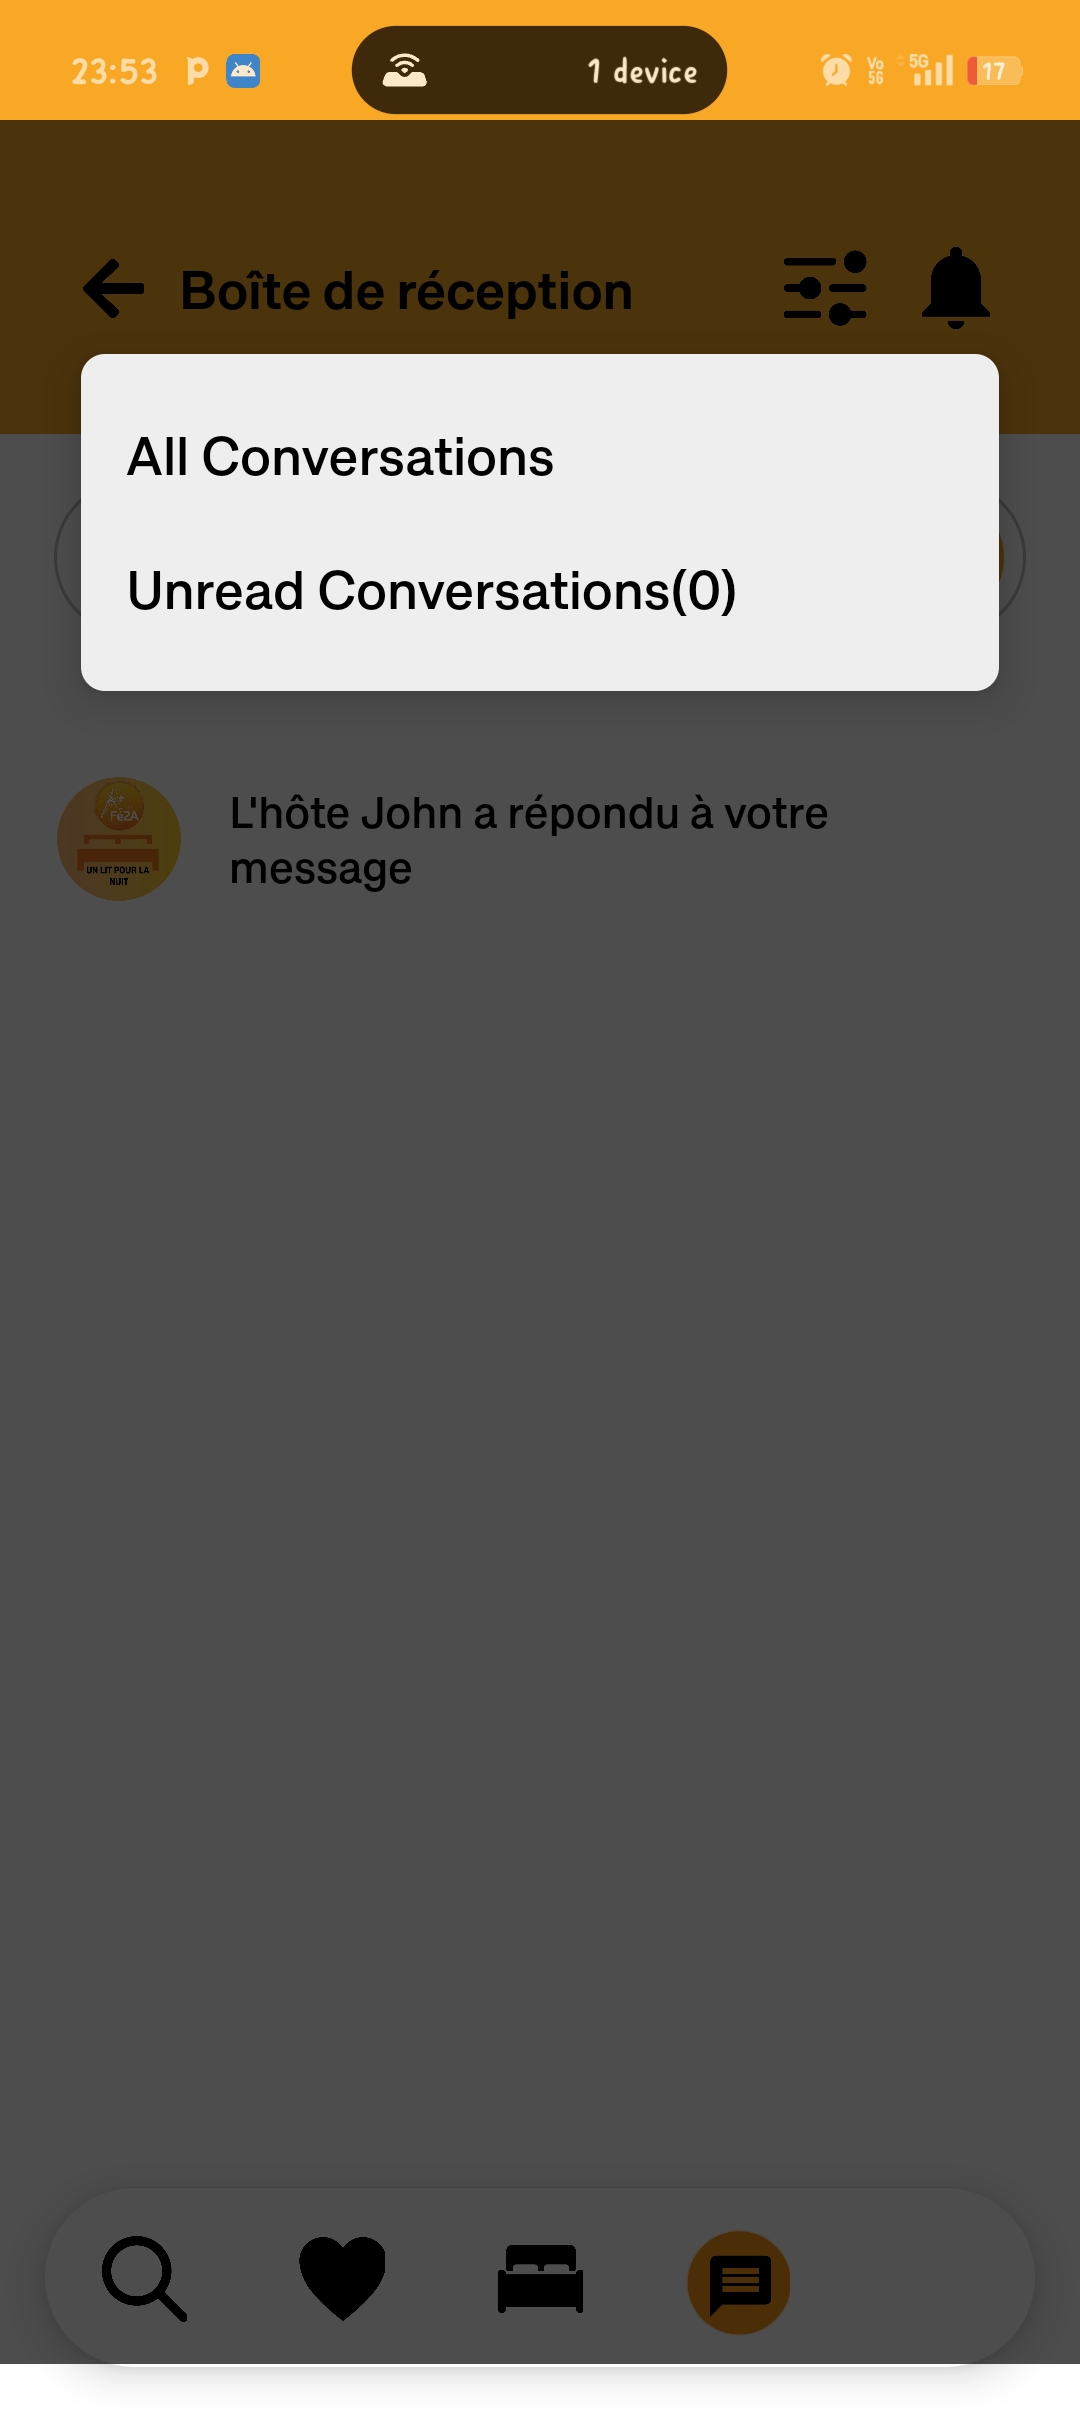 23:53
1 device
Vo
5G
5G
17
Boîte de réception
All Conversations
Unread Conversations(0)
Fe2A
UN LIT POUR LA
NUIT
L'hôte John a répondu à votre
message